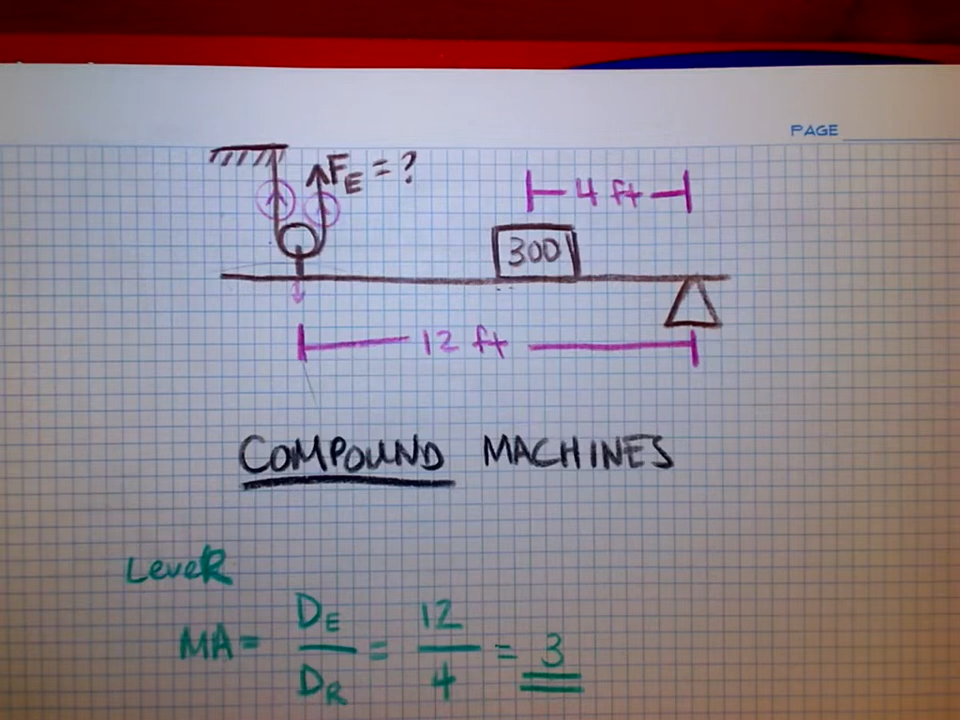 PAGE
F_E = ?
4 ft
300
12 ft
COMPOUND MACHINES
LeveR
MA = D_E / D_R = 12 / 4 = 3